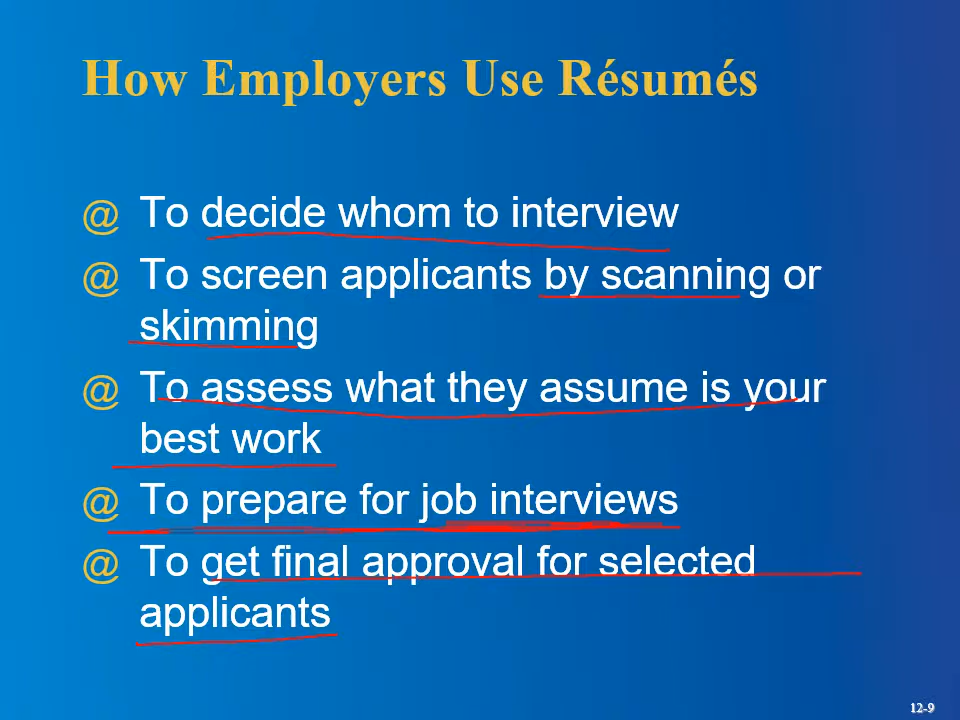 How Employers Use Résumés
@ To decide whom to interview
@ To screen applicants by scanning or
skimming
@ To assess what they assume is your
best work
@ To prepare for job interviews
@ To get final approval for selected
applicants
12-9